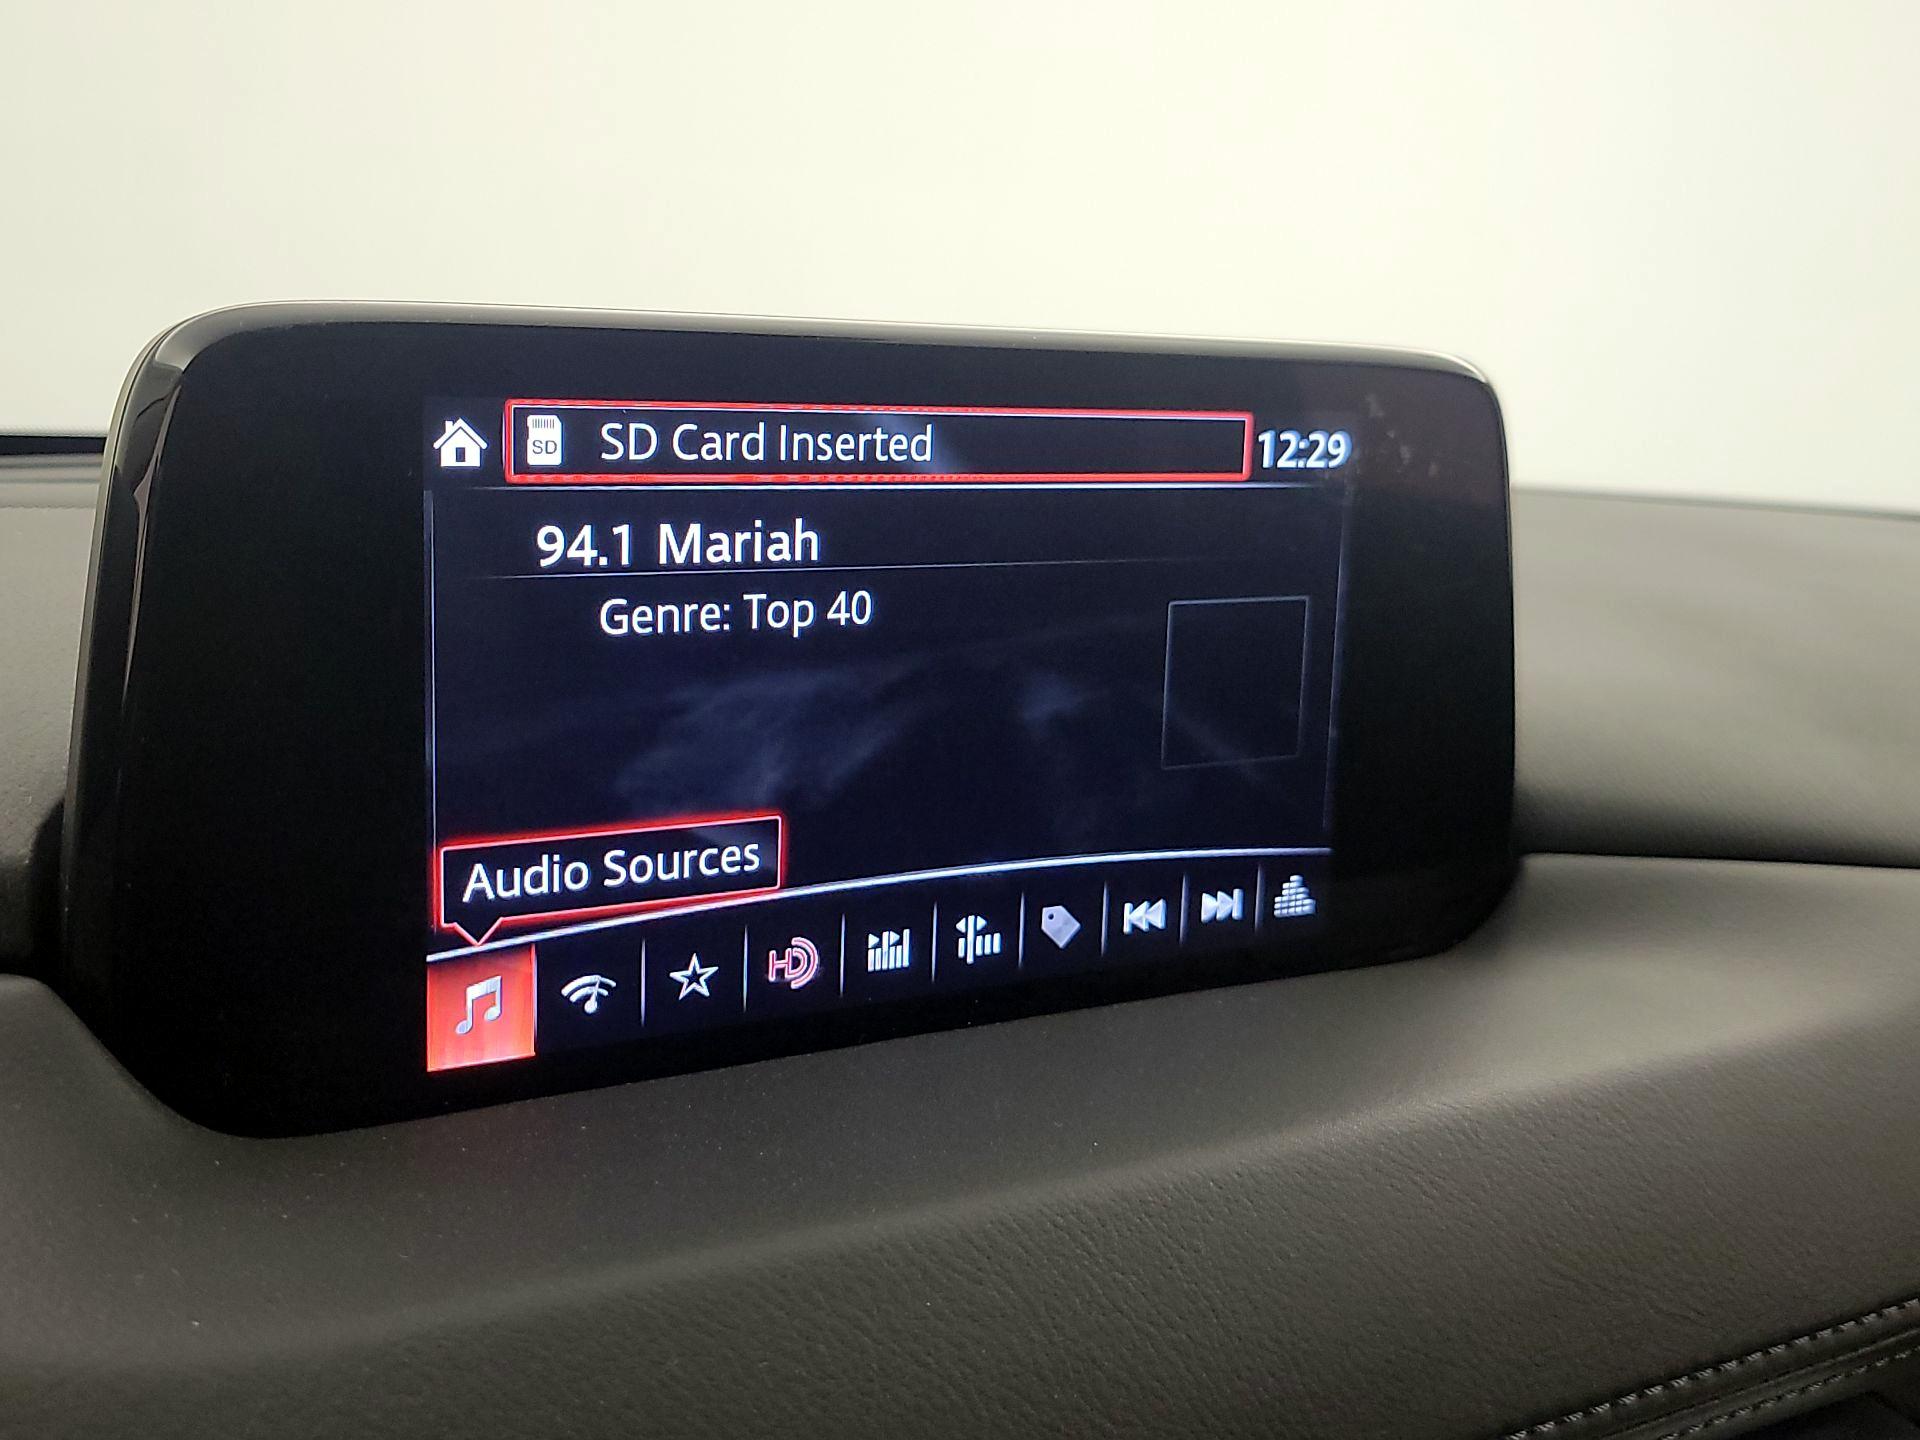 SD
SD Card Inserted
12:29
94.1 Mariah
Genre: Top 40
Audio Sources
HD